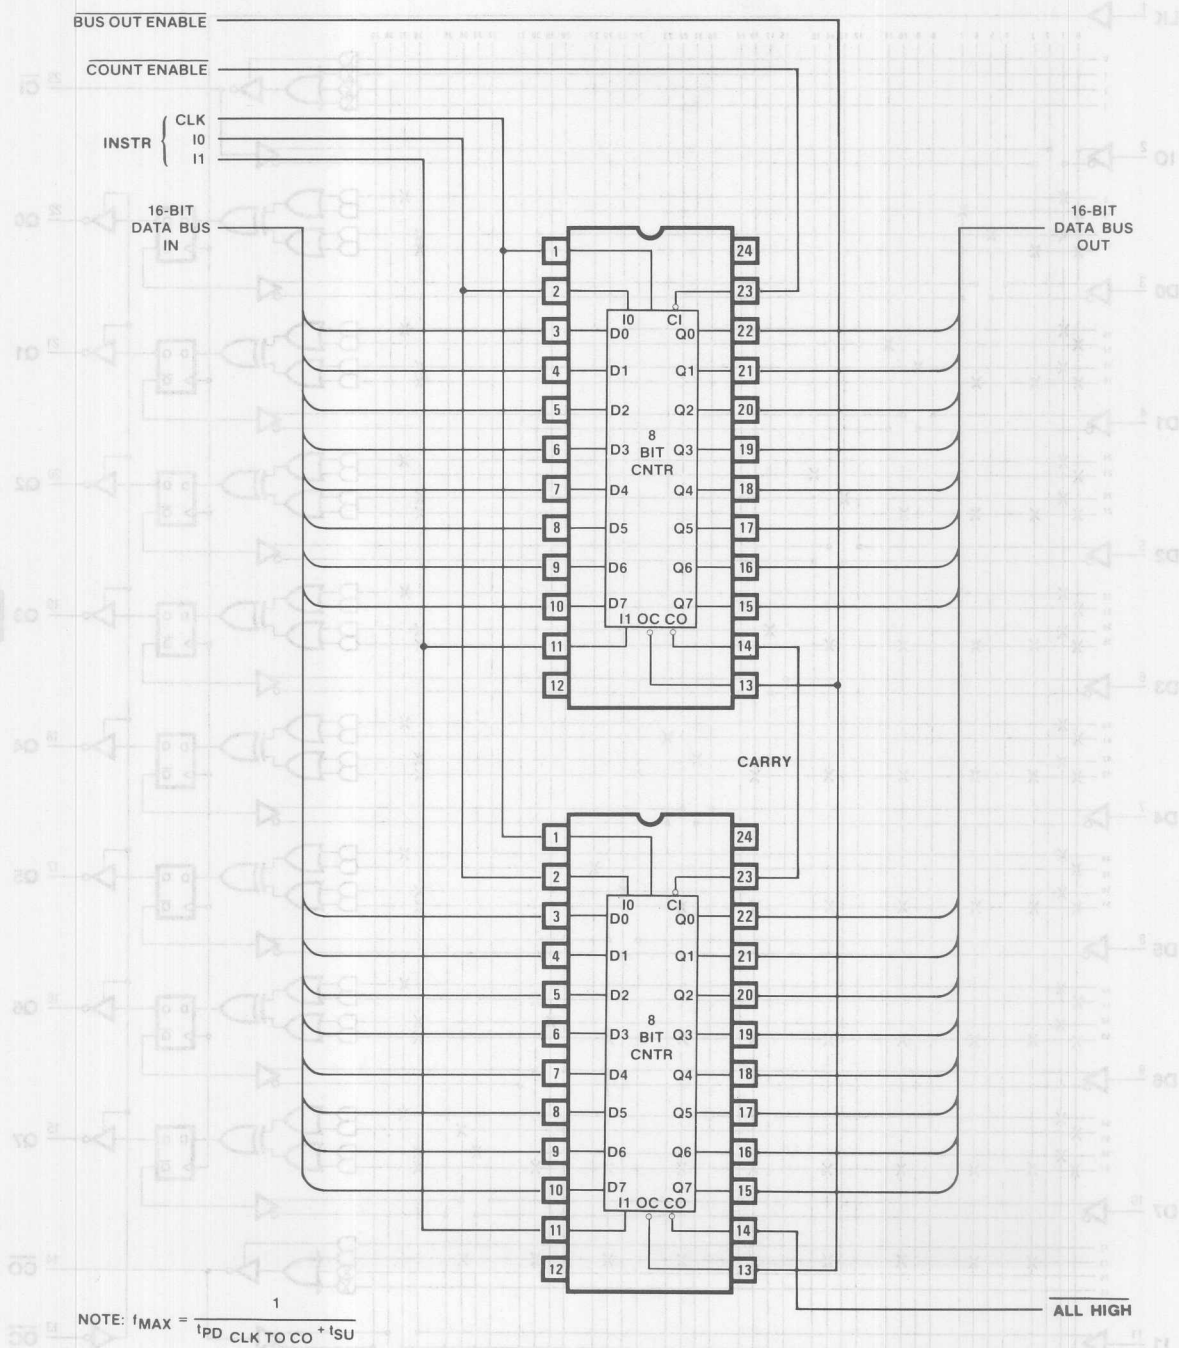 BUS OUT ENABLE
COUNT ENABLE
INSTR
CLK
I0
I1
16-BIT
DATA BUS
IN
16-BIT
DATA BUS
OUT
1 24
2 23
I0 CI
3 D0 Q0 22
4 D1 Q1 21
5 D2 Q2 20
6 D3 8 BIT CNTR Q3 19
7 D4 Q4 18
8 D5 Q5 17
9 D6 Q6 16
10 D7 Q7 15
I1 OC CO
11 14
12 13
CARRY
1 24
2 23
I0 CI
3 D0 Q0 22
4 D1 Q1 21
5 D2 Q2 20
6 D3 8 BIT CNTR Q3 19
7 D4 Q4 18
8 D5 Q5 17
9 D6 Q6 16
10 D7 Q7 15
I1 OC CO
11 14
12 13
ALL HIGH
NOTE: fMAX = 1
tPD CLK TO CO + tSU